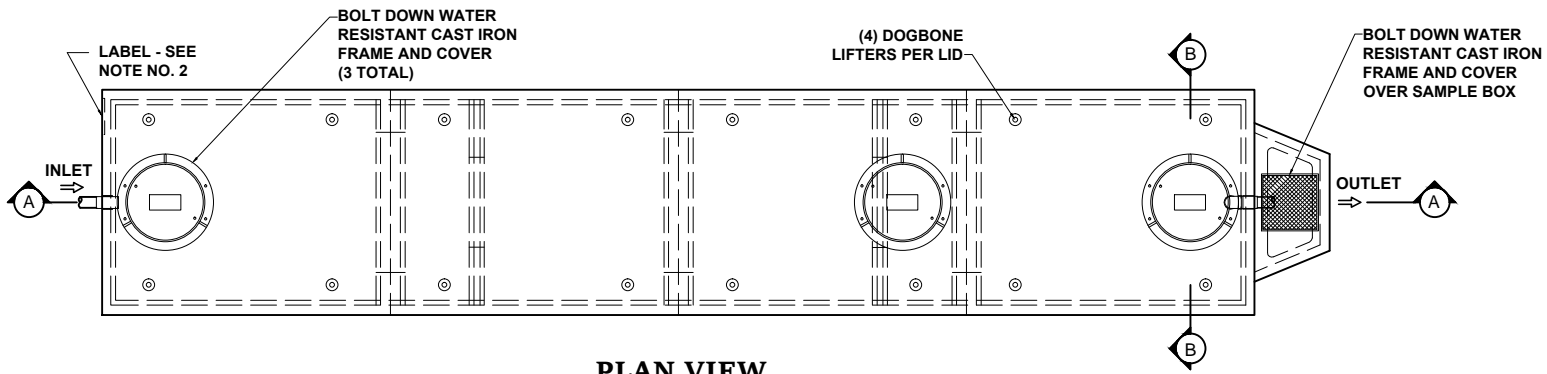 BOLT DOWN WATER
RESISTANT CAST IRON
FRAME AND COVER
(3 TOTAL)
LABEL - SEE
NOTE NO. 2
(4) DOGBONE
LIFTERS PER LID
B
BOLT DOWN WATER
RESISTANT CAST IRON
FRAME AND COVER
OVER SAMPLE BOX
INLET
A
OUTLET
A
B
PLAN VIEW